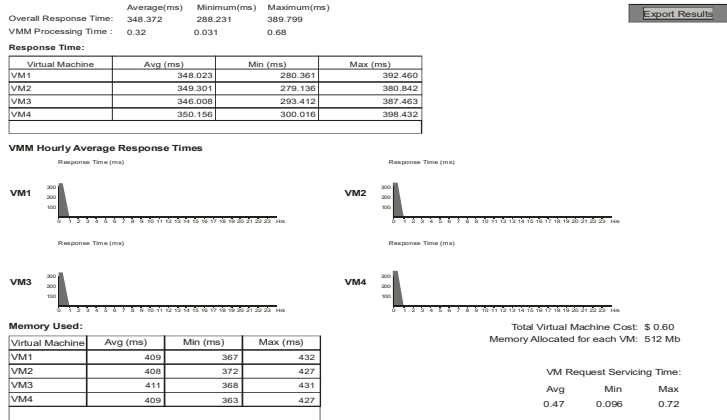 Average(ms) Minimum(ms) Maximum(ms)
Overall Response Time: 348.372 288.231 389.799
VMM Processing Time : 0.32 0.031 0.68
Export Results
Response Time:
Virtual Machine Avg (ms) Min (ms) Max (ms)
VM1 348.023 280.361 392.460
VM2 349.301 279.136 380.842
VM3 346.008 293.412 387.463
VM4 350.156 300.016 398.432
VMM Hourly Average Response Times
Response Time (ms)
VM1
300
200
100
0 1 2 3 4 5 6 7 8 9 10 11 12 13 14 15 16 17 18 19 20 21 22 23 Hrs
Response Time (ms)
VM2
300
200
100
0 1 2 3 4 5 6 7 8 9 10 11 12 13 14 15 16 17 18 19 20 21 22 23 Hrs
Response Time (ms)
VM3
300
200
100
0 1 2 3 4 5 6 7 8 9 10 11 12 13 14 15 16 17 18 19 20 21 22 23 Hrs
Response Time (ms)
VM4
300
200
100
0 1 2 3 4 5 6 7 8 9 10 11 12 13 14 15 16 17 18 19 20 21 22 23 Hrs
Memory Used:
Virtual Machine Avg (ms) Min (ms) Max (ms)
VM1 409 367 432
VM2 408 372 427
VM3 411 368 431
VM4 409 363 427
Total Virtual Machine Cost: $ 0.60
Memory Allocated for each VM: 512 Mb
VM Request Servicing Time:
Avg Min Max
0.47 0.096 0.72